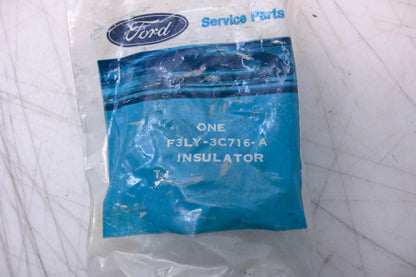 Ford
Service Parts
ONE
F3LY-3C716-A
INSULATOR